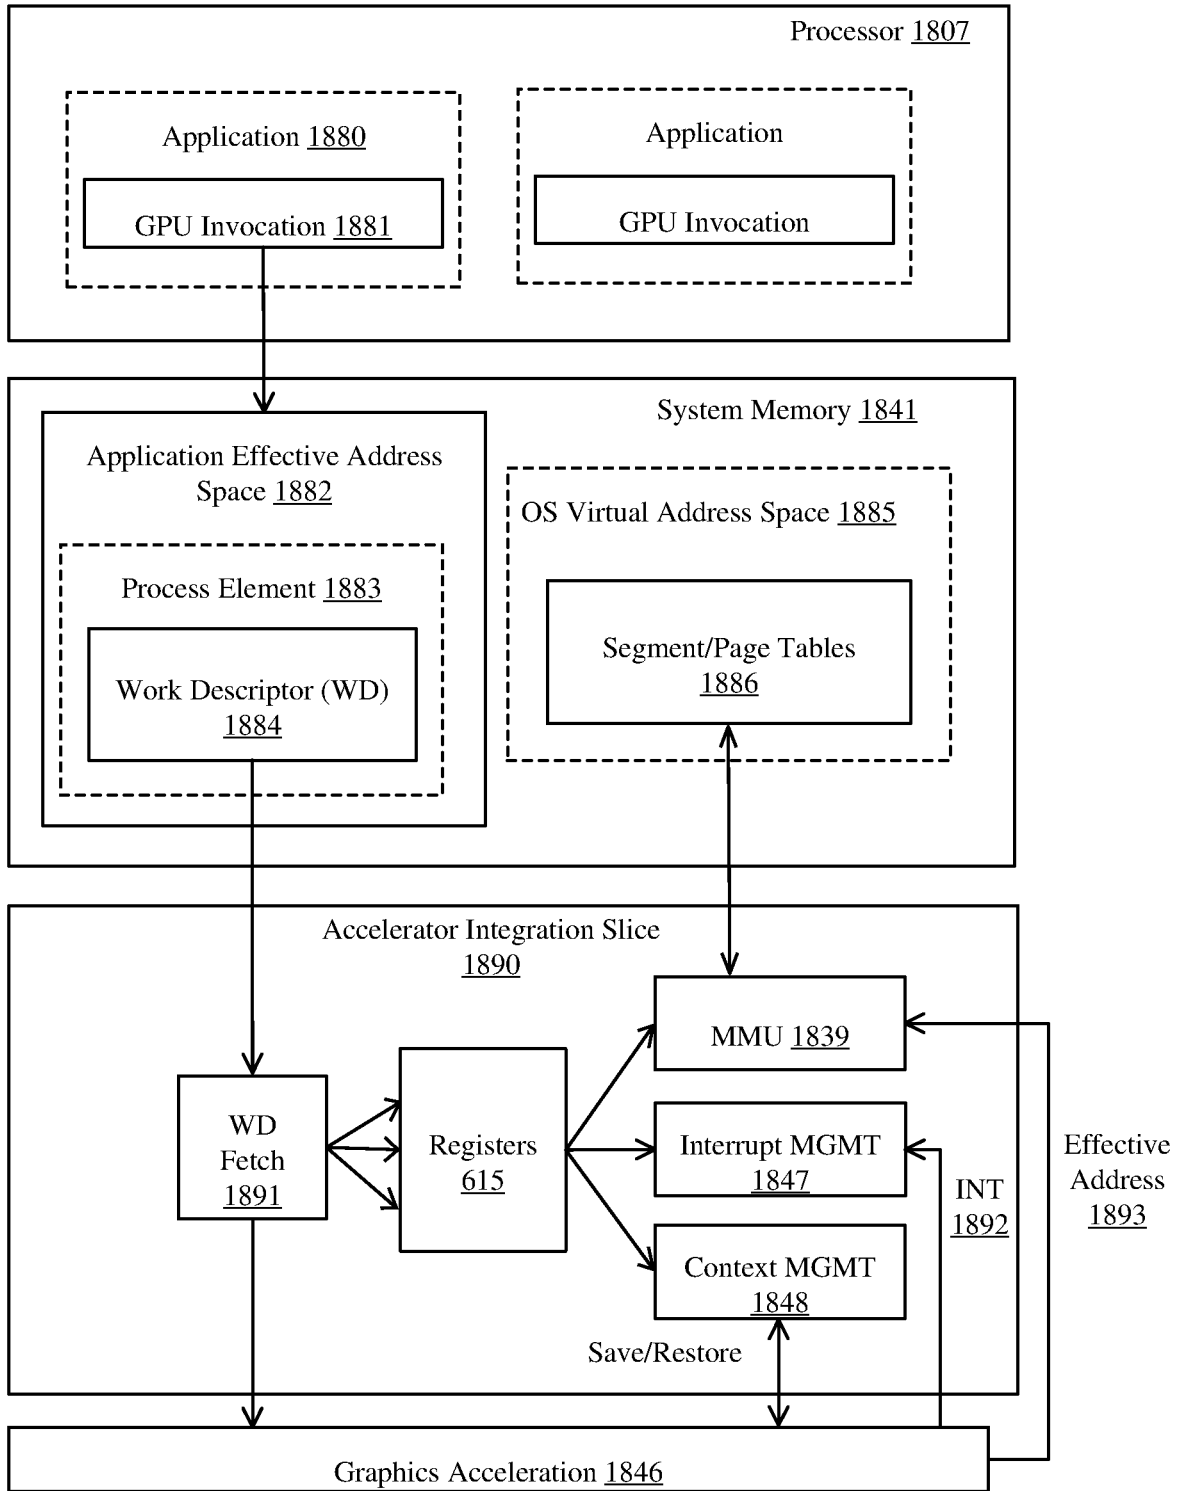 Processor 1807
Application 1880
GPU Invocation 1881
Application
GPU Invocation
System Memory 1841
Application Effective Address
Space 1882
Process Element 1883
Work Descriptor (WD)
1884
OS Virtual Address Space 1885
Segment/Page Tables
1886
Accelerator Integration Slice
1890
WD
Fetch
1891
Registers
615
MMU 1839
Interrupt MGMT
1847
Context MGMT
1848
Save/Restore
INT
1892
Effective
Address
1893
Graphics Acceleration 1846